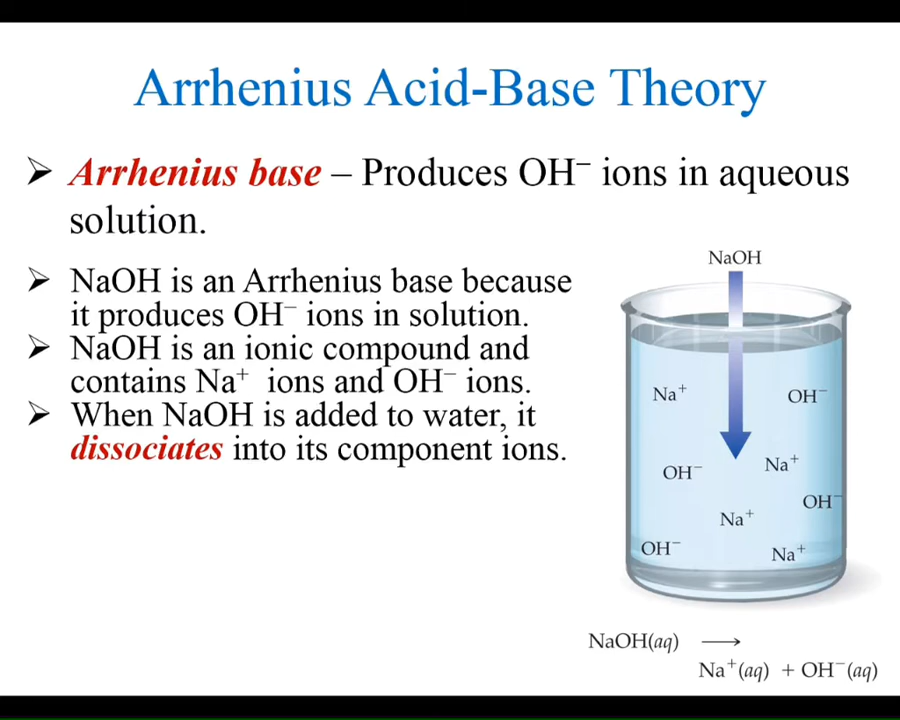 Arrhenius Acid-Base Theory
➢ Arrhenius base – Produces OH⁻ ions in aqueous
solution.
➢ NaOH is an Arrhenius base because
it produces OH⁻ ions in solution.
➢ NaOH is an ionic compound and
contains Na⁺ ions and OH⁻ ions.
➢ When NaOH is added to water, it
dissociates into its component ions.
NaOH
Na⁺
OH⁻
Na⁺
OH⁻
OH⁻
Na⁺
OH⁻
Na⁺
NaOH(aq) ⟶
Na⁺(aq) + OH⁻(aq)